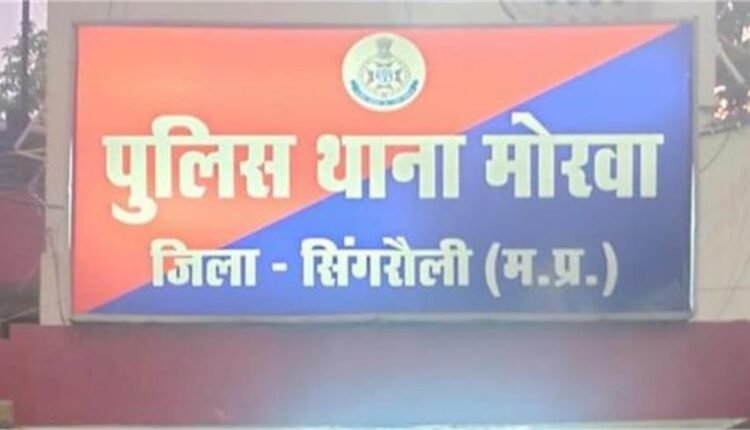 पुलिस थाना मोरवा
जिला - सिंगरौली (म.प्र.)